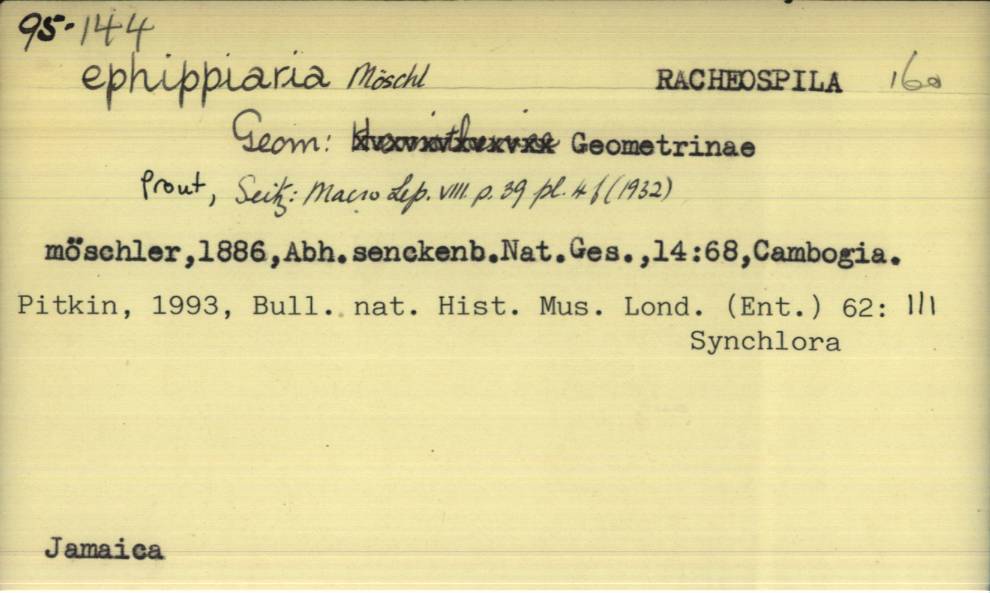 95-144
ephippiaria Möschl RACHEOSPILA 160
Geom: Geometrinae
Prout, Seitz: Macro Lep. VIII. p. 39 pl. 4 f (1932)
möschler,1886,Abh.senckenb.Nat.Ges.,14:68,Cambogia.
Pitkin, 1993, Bull. nat. Hist. Mus. Lond. (Ent.) 62: 111
Synchlora
Jamaica